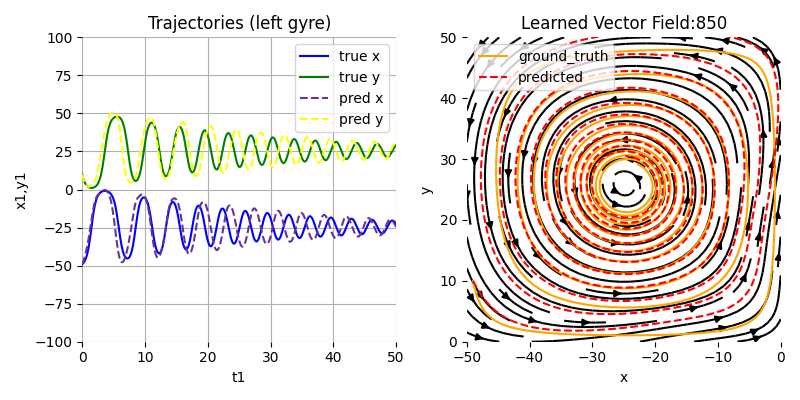 Trajectories (left gyre)
100
75
50
25
0
−25
−50
−75
−100
x1,y1
true x
true y
pred x
pred y
0 10 20 30 40 50
t1
Learned Vector Field:850
50
40
30
20
10
0
y
ground_truth
predicted
−50 −40 −30 −20 −10 0
x